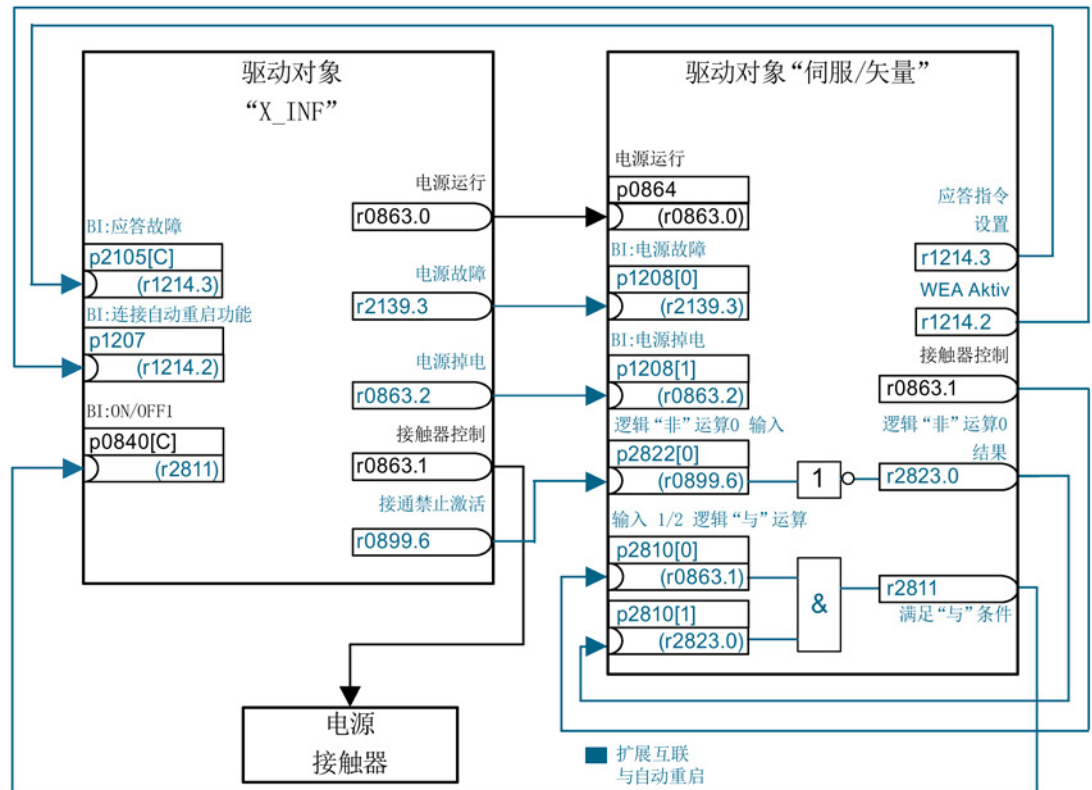 驱动对象
“X_INF”
电源运行
r0863.0
BI:应答故障
p2105[C]
(r1214.3)
电源故障
r2139.3
BI:连接自动重启功能
p1207
(r1214.2)
电源掉电
r0863.2
BI:ON/OFF1
p0840[C]
(r2811)
接触器控制
r0863.1
接通禁止激活
r0899.6
电源
接触器
驱动对象“伺服/矢量”
电源运行
p0864
(r0863.0)
BI:电源故障
p1208[0]
(r2139.3)
BI:电源掉电
p1208[1]
(r0863.2)
逻辑“非”运算0 输入
p2822[0]
(r0899.6)
1
输入 1/2 逻辑“与”运算
p2810[0]
(r0863.1)
p2810[1]
(r2823.0)
&
应答指令
设置
r1214.3
WEA Aktiv
r1214.2
接触器控制
r0863.1
逻辑“非”运算0
结果
r2823.0
r2811
满足“与”条件
扩展互联
与自动重启